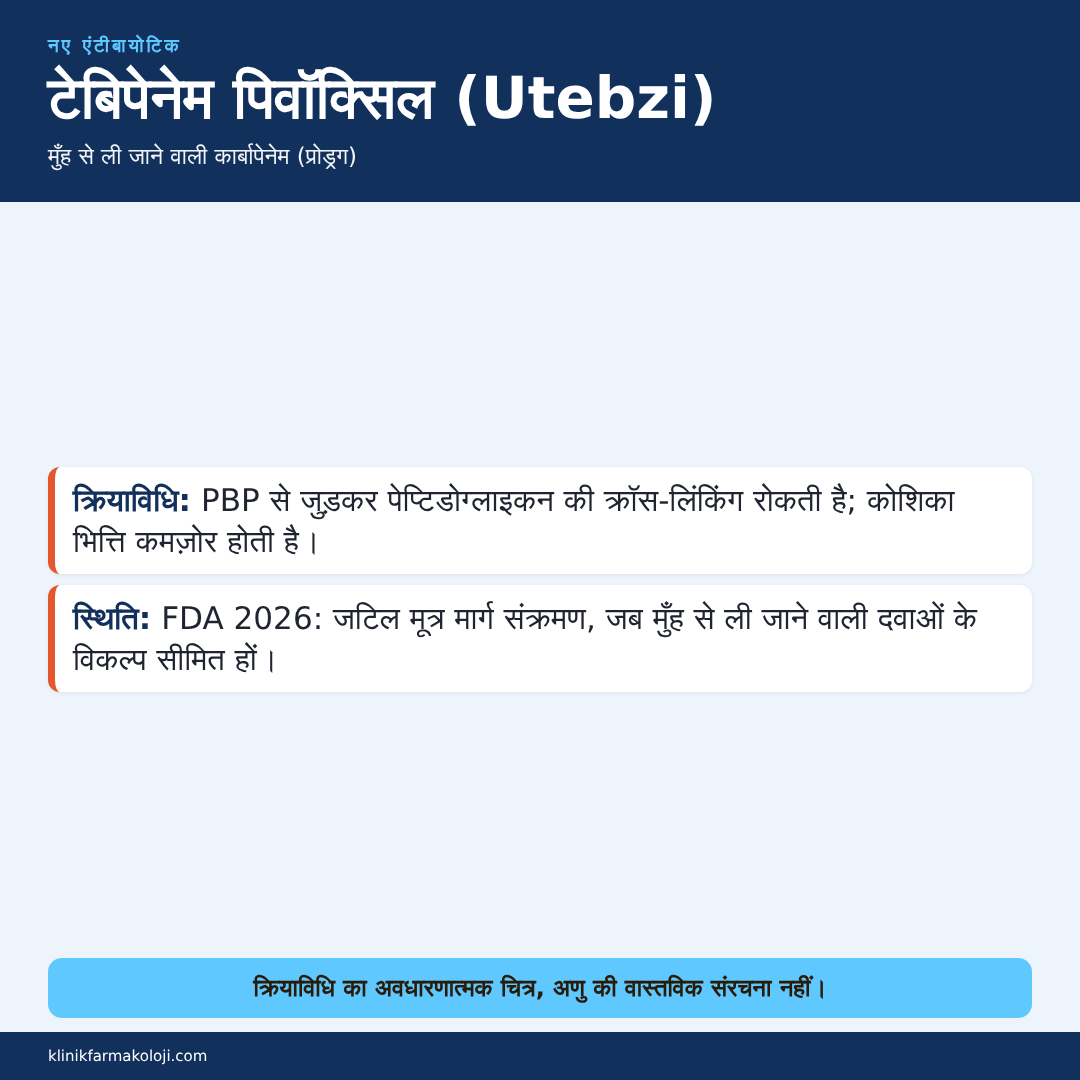 नए एंटीबायोटिक
टेबिपेनेम पिवॉक्सिल (Utebzi)
मुँह से ली जाने वाली कार्बापेनेम (प्रोड्रग)
क्रियाविधि: PBP से जुड़कर पेप्टिडोग्लाइकन की क्रॉस-लिंकिंग रोकती है; कोशिका
भित्ति कमज़ोर होती है।
स्थिति: FDA 2026: जटिल मूत्र मार्ग संक्रमण, जब मुँह से ली जाने वाली दवाओं के
विकल्प सीमित हों।
क्रियाविधि का अवधारणात्मक चित्र, अणु की वास्तविक संरचना नहीं।
klinikfarmakoloji.com